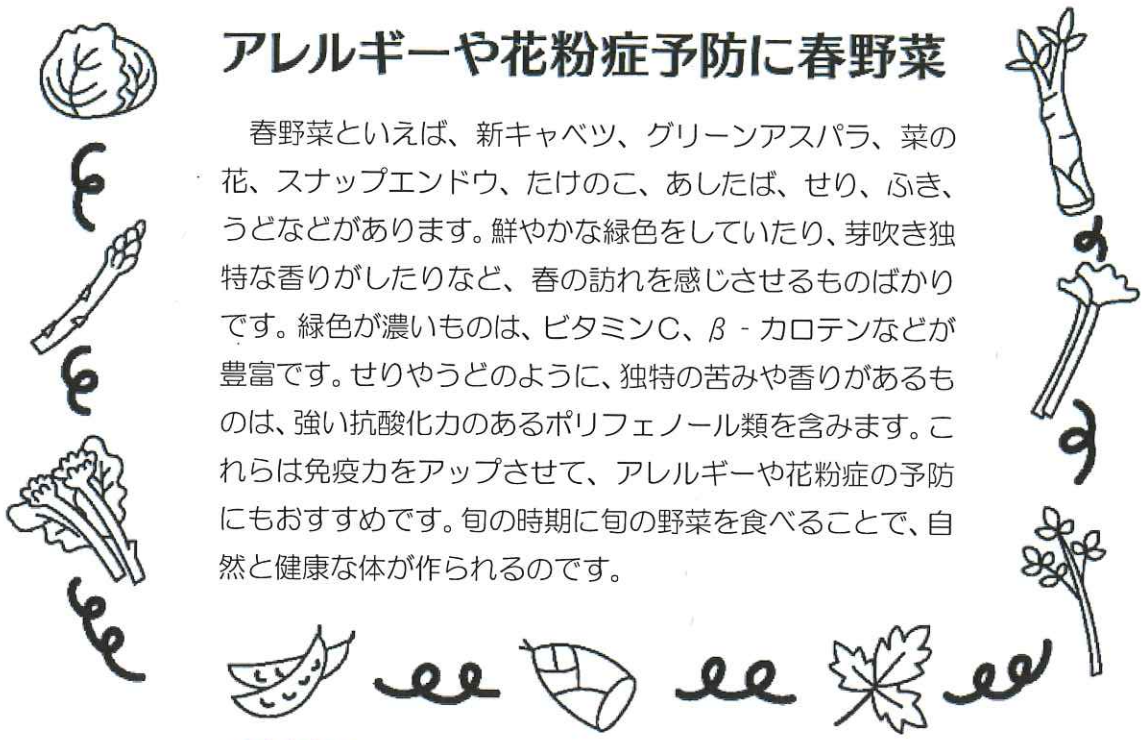 アレルギーや花粉症予防に春野菜
　春野菜といえば、新キャベツ、グリーンアスパラ、菜の
花、スナップエンドウ、たけのこ、あしたば、せり、ふき、
うどなどがあります。鮮やかな緑色をしていたり、芽吹き独
特な香りがしたりなど、春の訪れを感じさせるものばかり
です。緑色が濃いものは、ビタミンC、β‐カロテンなどが
豊富です。せりやうどのように、独特の苦みや香りがあるも
のは、強い抗酸化力のあるポリフェノール類を含みます。こ
れらは免疫力をアップさせて、アレルギーや花粉症の予防
にもおすすめです。旬の時期に旬の野菜を食べることで、自
然と健康な体が作られるのです。